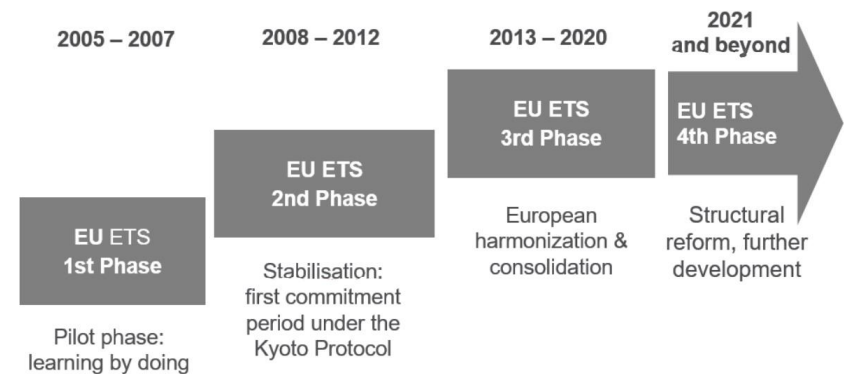 2005 – 2007
EU ETS
1st Phase
Pilot phase:
learning by doing
2008 – 2012
EU ETS
2nd Phase
Stabilisation:
first commitment
period under the
Kyoto Protocol
2013 – 2020
EU ETS
3rd Phase
European
harmonization &
consolidation
2021
and beyond
EU ETS
4th Phase
Structural
reform, further
development